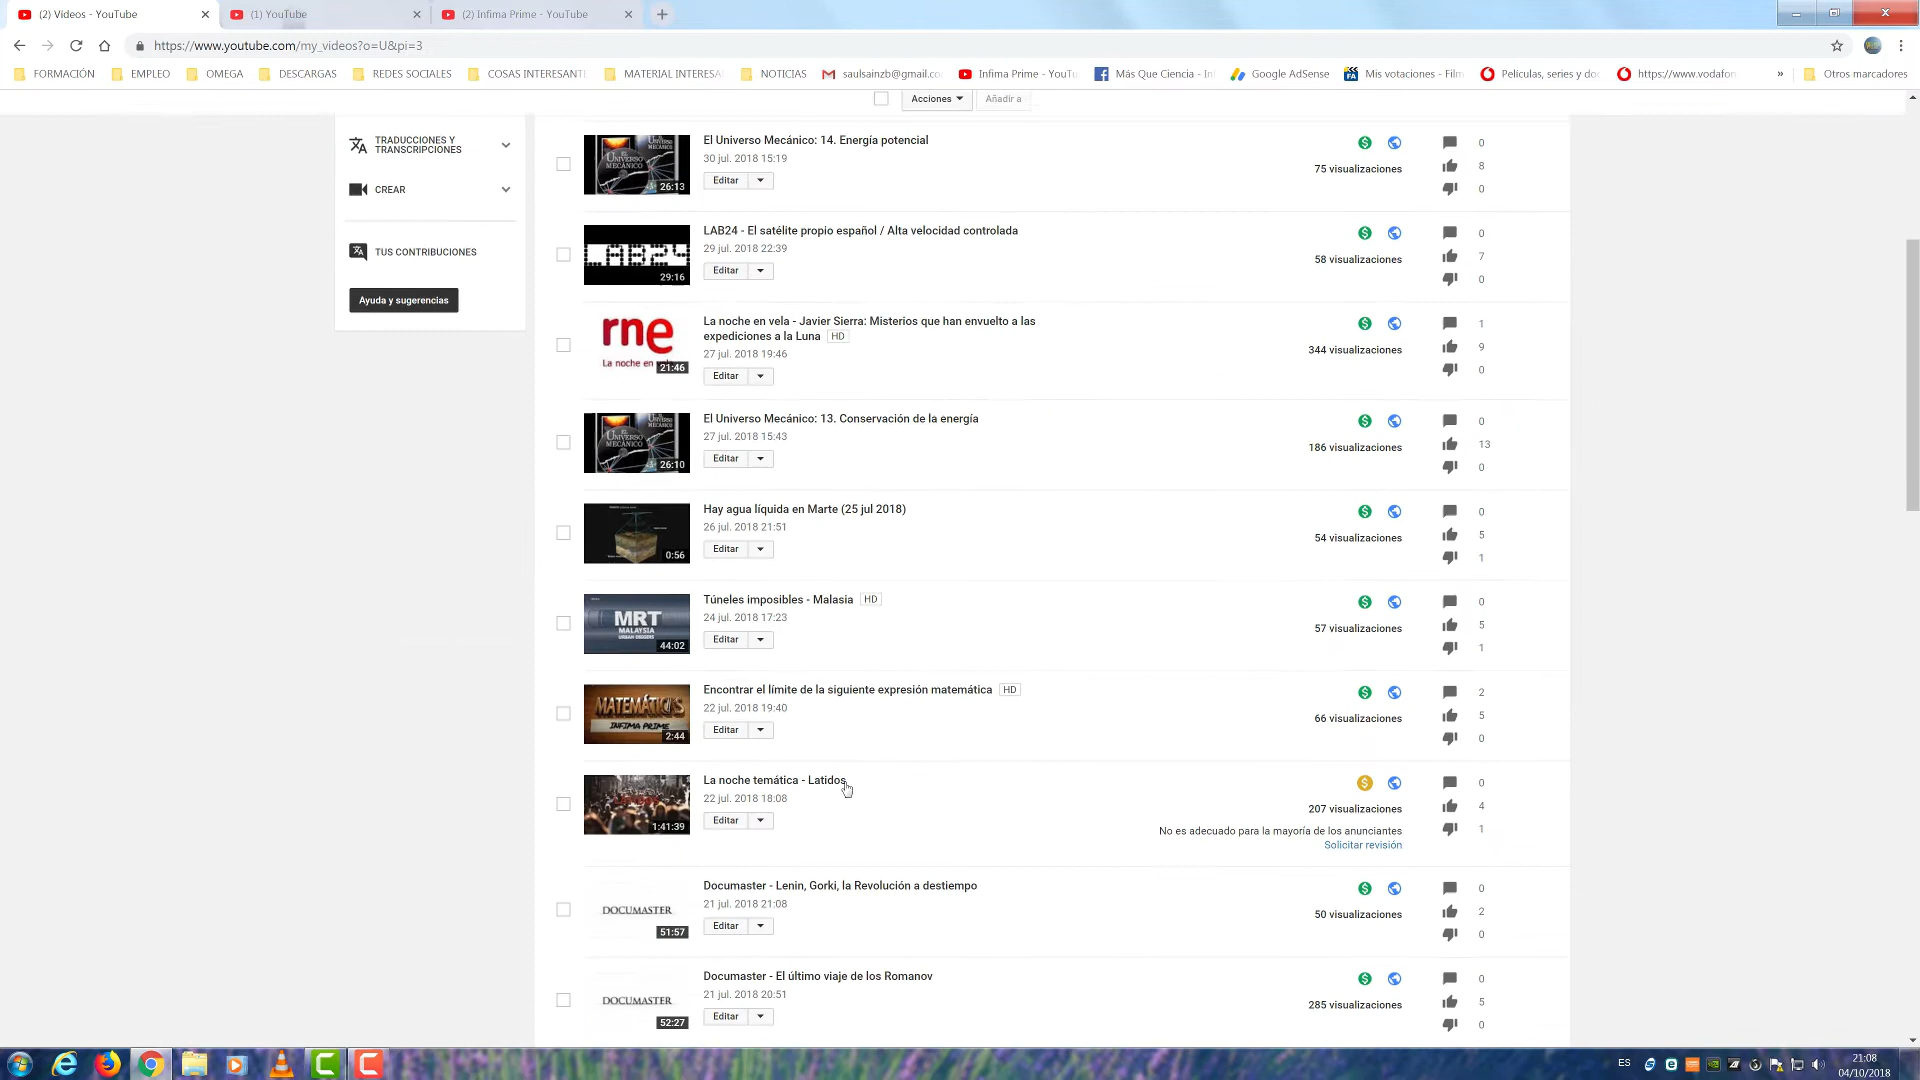 (2) Vídeos - YouTube
(1) YouTube
(2) Infima Prime - YouTube
https://www.youtube.com/my_videos?o=U&pi=3
FORMACIÓN
EMPLEO
OMEGA
DESCARGAS
REDES SOCIALES
COSAS INTERESANT
MATERIAL INTERESA
NOTICIAS
saulsainzb@gmail.co
Infima Prime - YouTu
Más Que Ciencia - In
Google AdSense
Mis votaciones - Film
Películas, series y do
https://www.vodafon
»
Otros marcadores
Acciones
Añadir a
TRADUCCIONES Y
TRANSCRIPCIONES
CREAR
TUS CONTRIBUCIONES
Ayuda y sugerencias
El Universo Mecánico: 14. Energía potencial
30 jul. 2018 15:19
Editar
26:13
75 visualizaciones
0
8
0
LAB24 - El satélite propio español / Alta velocidad controlada
29 jul. 2018 22:39
Editar
LAB24
29:16
58 visualizaciones
0
7
0
La noche en vela - Javier Sierra: Misterios que han envuelto a las
expediciones a la Luna HD
27 jul. 2018 19:46
Editar
rne
La noche en
21:46
344 visualizaciones
1
9
0
El Universo Mecánico: 13. Conservación de la energía
27 jul. 2018 15:43
Editar
26:10
186 visualizaciones
0
13
0
Hay agua líquida en Marte (25 jul 2018)
26 jul. 2018 21:51
Editar
0:56
54 visualizaciones
0
5
1
Túneles imposibles - Malasia HD
24 jul. 2018 17:23
Editar
MRT
MALAYSIA
44:02
57 visualizaciones
0
5
1
Encontrar el límite de la siguiente expresión matemática HD
22 jul. 2018 19:40
Editar
MATEMÁTICAS
INFIMA PRIME
2:44
66 visualizaciones
2
5
0
La noche temática - Latidos
22 jul. 2018 18:08
Editar
1:41:39
207 visualizaciones
No es adecuado para la mayoría de los anunciantes
Solicitar revisión
0
4
1
Documaster - Lenin, Gorki, la Revolución a destiempo
21 jul. 2018 21:08
Editar
DOCUMASTER
51:57
50 visualizaciones
0
2
0
Documaster - El último viaje de los Romanov
21 jul. 2018 20:51
Editar
DOCUMASTER
52:27
285 visualizaciones
0
5
0
ES
21:08
04/10/2018